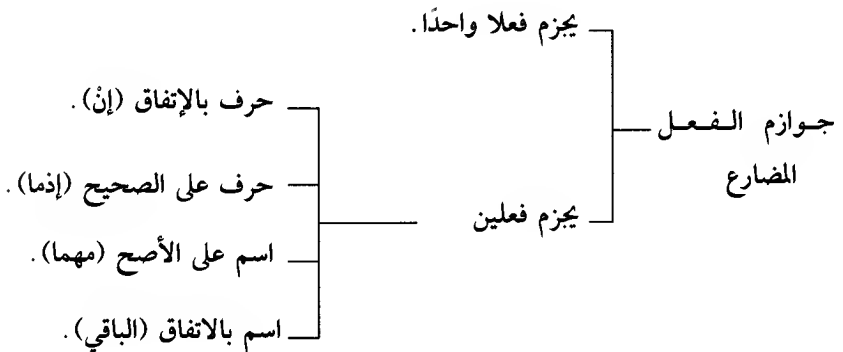 جوازم الفعل
المضارع
يجزم فعلا واحدًا.
يجزم فعلين
حرف بالإتفاق (إنْ).
حرف على الصحيح (إذما).
اسم على الأصح (مهما).
اسم بالاتفاق (الباقي).